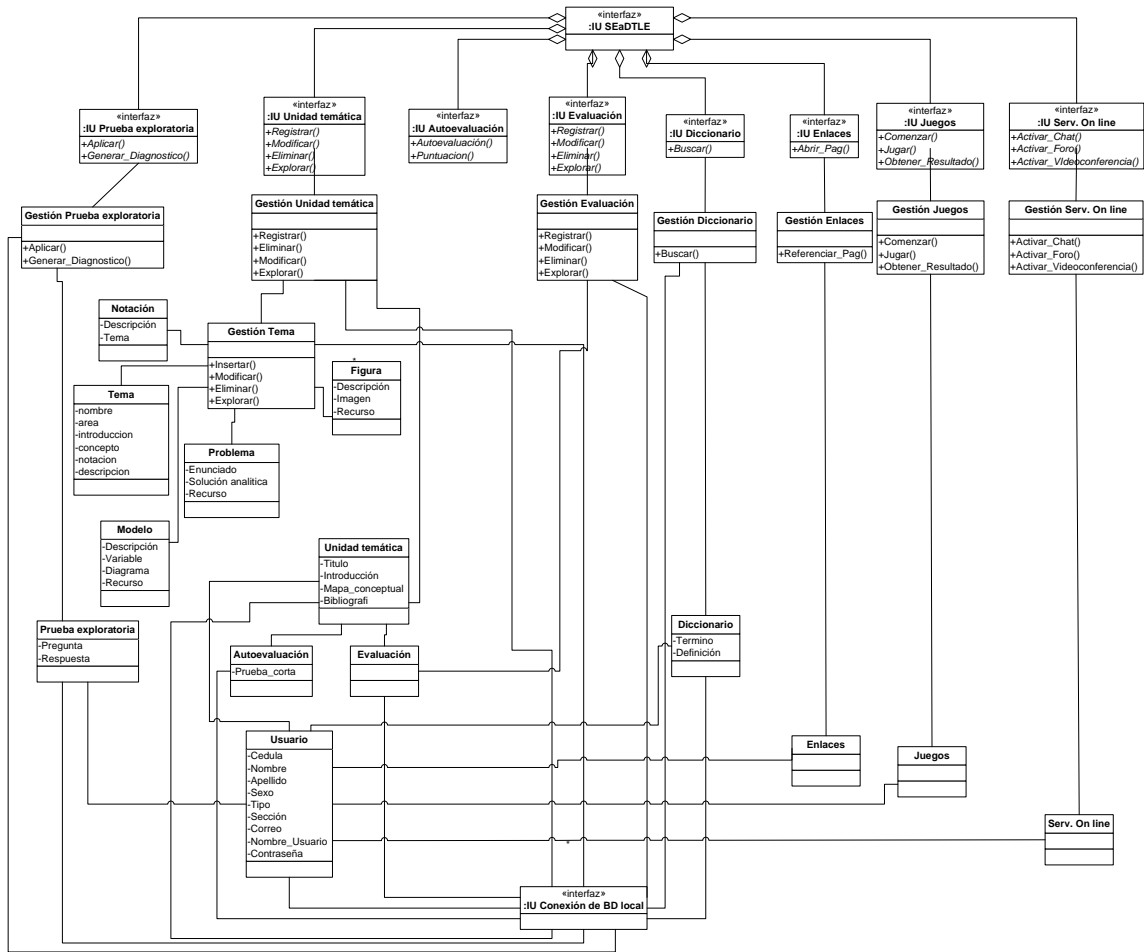 «interfaz»
:IU SEaDTLE
«interfaz»
:IU Prueba exploratoria
+Aplicar()
+Generar_Diagnostico()
«interfaz»
:IU Unidad temática
+Registrar()
+Modificar()
+Eliminar()
+Explorar()
«interfaz»
:IU Autoevaluación
+Autoevaluación()
+Puntuacion()
«interfaz»
:IU Evaluación
+Registrar()
+Modificar()
+Eliminar()
+Explorar()
«interfaz»
:IU Diccionario
+Buscar()
«interfaz»
:IU Enlaces
+Abrir_Pag()
«interfaz»
:IU Juegos
+Comenzar()
+Jugar()
+Obtener_Resultado()
«interfaz»
:IU Serv. On line
+Activar_Chat()
+Activar_Foro()
+Activar_VIdeoconferencia()
Gestión Prueba exploratoria
+Aplicar()
+Generar_Diagnostico()
Gestión Unidad temática
+Registrar()
+Eliminar()
+Modificar()
+Explorar()
Gestión Evaluación
+Registrar()
+Modificar()
+Eliminar()
+Explorar()
Gestión Diccionario
+Buscar()
Gestión Enlaces
+Referenciar_Pag()
Gestión Juegos
+Comenzar()
+Jugar()
+Obtener_Resultado()
Gestión Serv. On line
+Activar_Chat()
+Activar_Foro()
+Activar_Videoconferencia()
Notación
-Descripción
-Tema
Gestión Tema
+Insertar()
+Modificar()
+Eliminar()
+Explorar()
*
Figura
-Descripción
-Imagen
-Recurso
Tema
-nombre
-area
-introduccion
-concepto
-notacion
-descripcion
Problema
-Enunciado
-Solución analitica
-Recurso
Modelo
-Descripción
-Variable
-Diagrama
-Recurso
Unidad temática
-Titulo
-Introducción
-Mapa_conceptual
-Bibliografi
Prueba exploratoria
-Pregunta
-Respuesta
Autoevaluación
-Prueba_corta
Evaluación
Diccionario
-Termino
-Definición
Usuario
-Cedula
-Nombre
-Apellido
-Sexo
-Tipo
-Sección
-Correo
-Nombre_Usuario
-Contraseña
Enlaces
Juegos
Serv. On line
*
«interfaz»
:IU Conexión de BD local